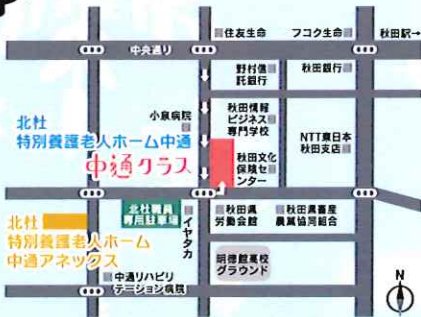 住友生命
フコク生命
秋田駅→
中央通り
野村信
託銀行
秋田銀行
小泉病院
秋田情報
ビジネス
専門学校
NTT東日本
秋田支店
北杜
特別養護老人ホーム中通
中通クラス
秋田文化
保険セ
ンター
北杜職員
専用駐車場
イヤタカ
秋田県
労働会館
秋田県畜産
農業協同組合
北杜
特別養護老人ホーム
中通アネックス
明徳館高校
グラウンド
中通リハビリ
テーション病院
N